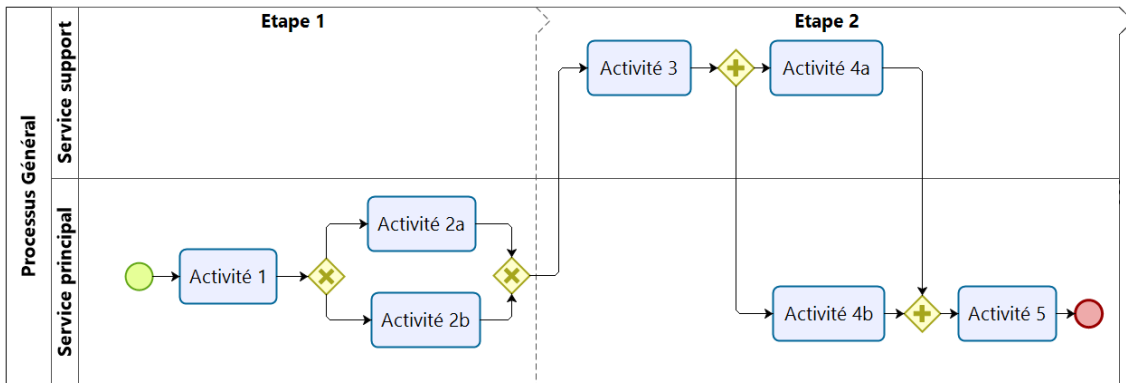 Processus Général
Etape 1
Etape 2
Service support
Activité 3
Activité 4a
Service principal
Activité 1
Activité 2a
Activité 2b
Activité 4b
Activité 5